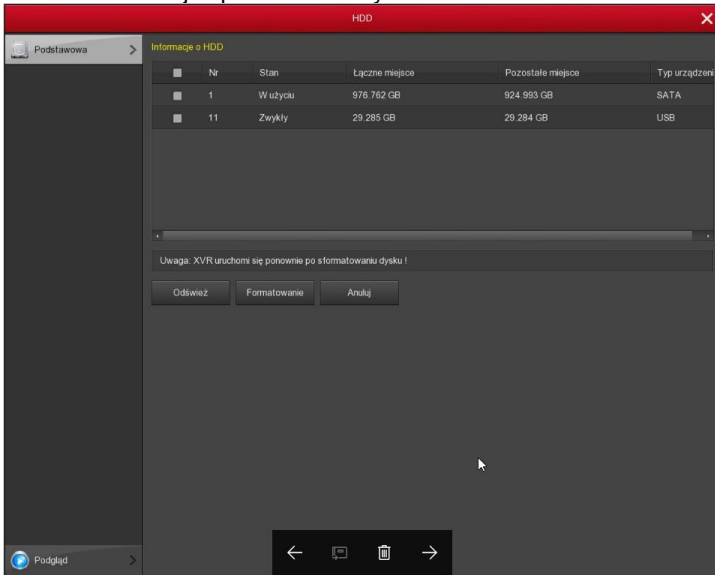 HDD
Podstawowa
Informacje o HDD
Nr Stan Łączne miejsce Pozostałe miejsce Typ urządzeni
1 W użyciu 976.762 GB 924.993 GB SATA
11 Zwykły 29.285 GB 29.284 GB USB
Uwaga: XVR uruchomi się ponownie po sformatowaniu dysku !
Odśwież Formatowanie Anuluj
Podgląd